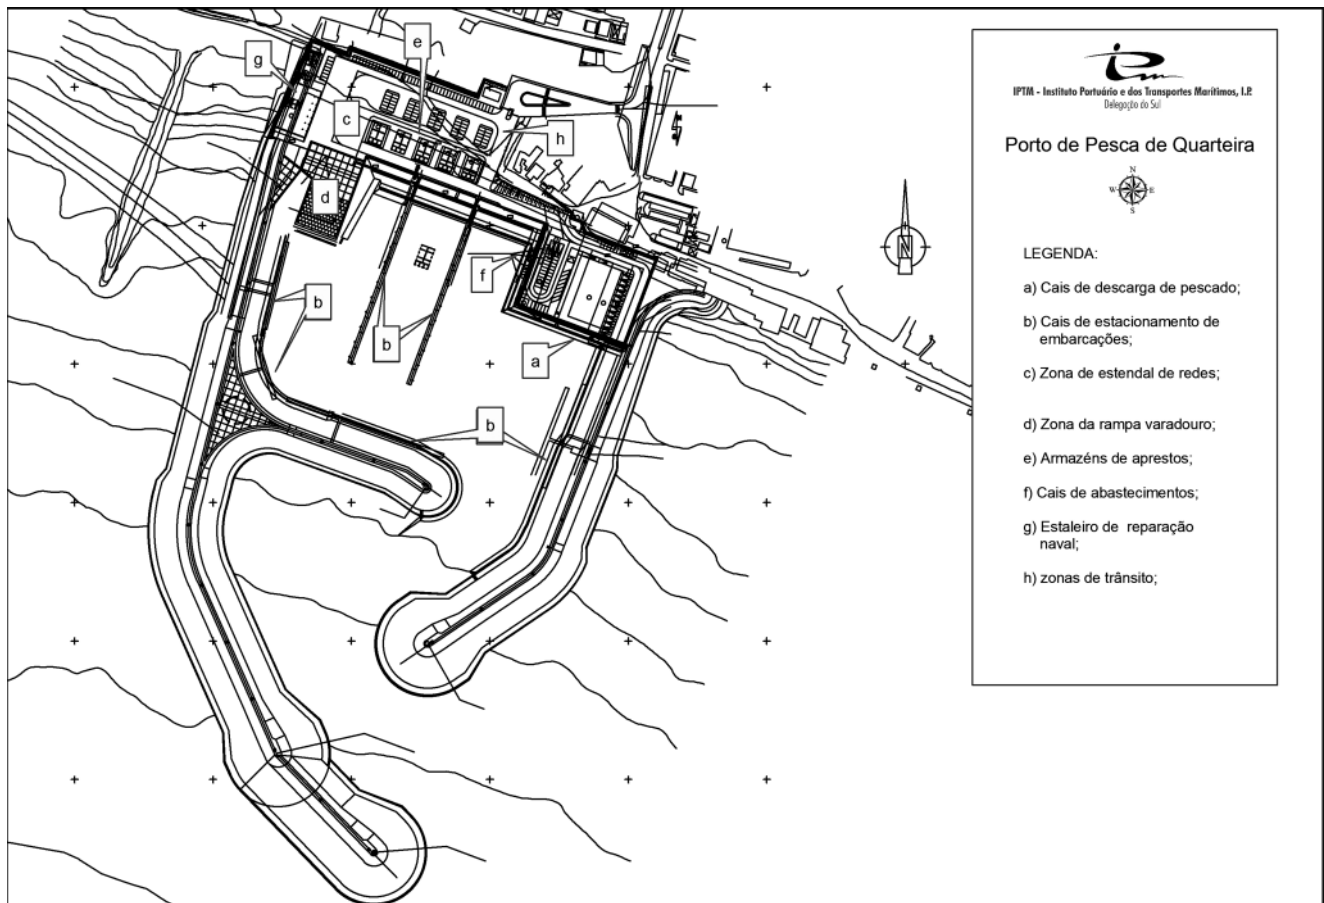 e
g
c
h
d
f
b
b
a
b
N
IPTM - Instituto Portuário e dos Transportes Marítimos, I.P.
Delegação do Sul
Porto de Pesca de Quarteira
N
W E
S
LEGENDA:
a) Cais de descarga de pescado;
b) Cais de estacionamento de
embarcações;
c) Zona de estendal de redes;
d) Zona da rampa varadouro;
e) Armazéns de aprestos;
f) Cais de abastecimentos;
g) Estaleiro de reparação
naval;
h) zonas de trânsito;